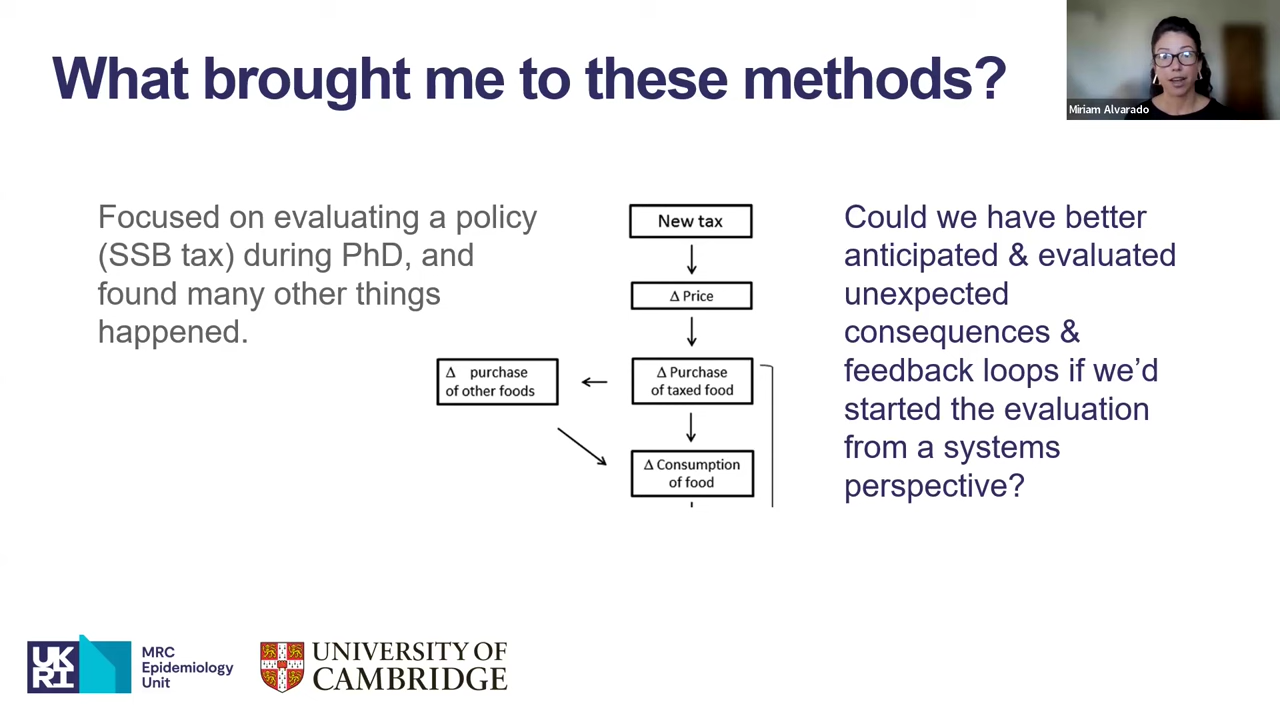 What brought me to these methods?
Miriam Alvarado
Focused on evaluating a policy
(SSB tax) during PhD, and
found many other things
happened.
New tax
Δ Price
Δ purchase
of other foods
Δ Purchase
of taxed food
Δ Consumption
of food
Could we have better
anticipated & evaluated
unexpected
consequences &
feedback loops if we’d
started the evaluation
from a systems
perspective?
UK
RI
MRC
Epidemiology
Unit
UNIVERSITY OF
CAMBRIDGE